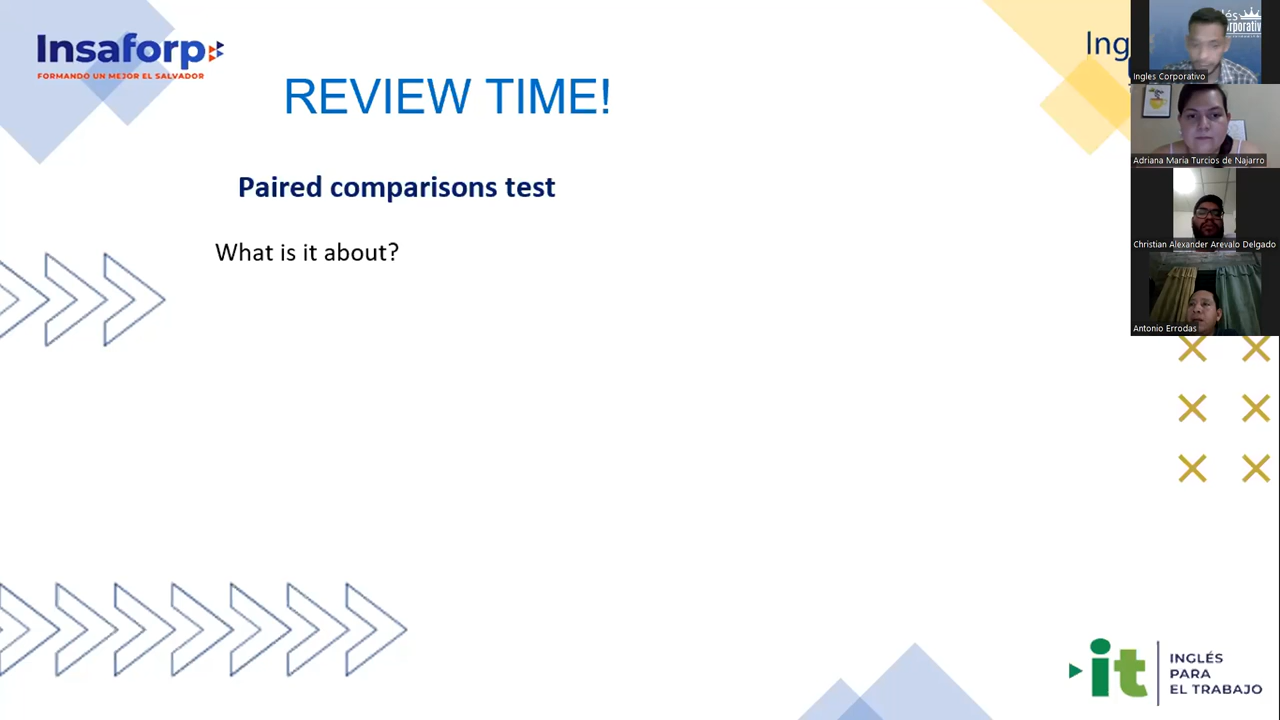 Insaforp
FORMANDO UN MEJOR EL SALVADOR
REVIEW TIME!
Paired comparisons test
What is it about?
Ing
Ingles Corporativo
Adriana Maria Turcios de Najarro
Christian Alexander Arevalo Delgado
Antonio Errodas
it
INGLÉS
PARA
EL TRABAJO